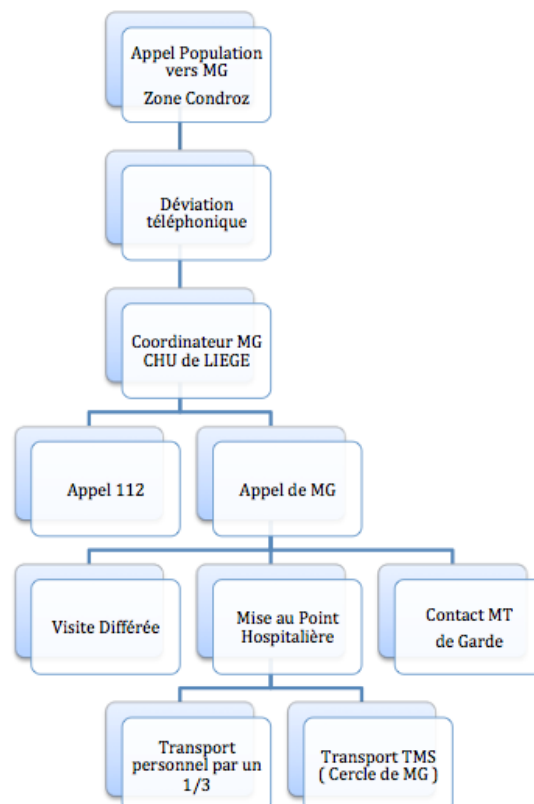 Appel Population
vers MG
Zone Condroz
Déviation
téléphonique
Coordinateur MG
CHU de LIEGE
Appel 112
Appel de MG
Visite Différée
Mise au Point
Hospitalière
Contact MT
de Garde
Transport
personnel par un
1/3
Transport TMS
( Cercle de MG )